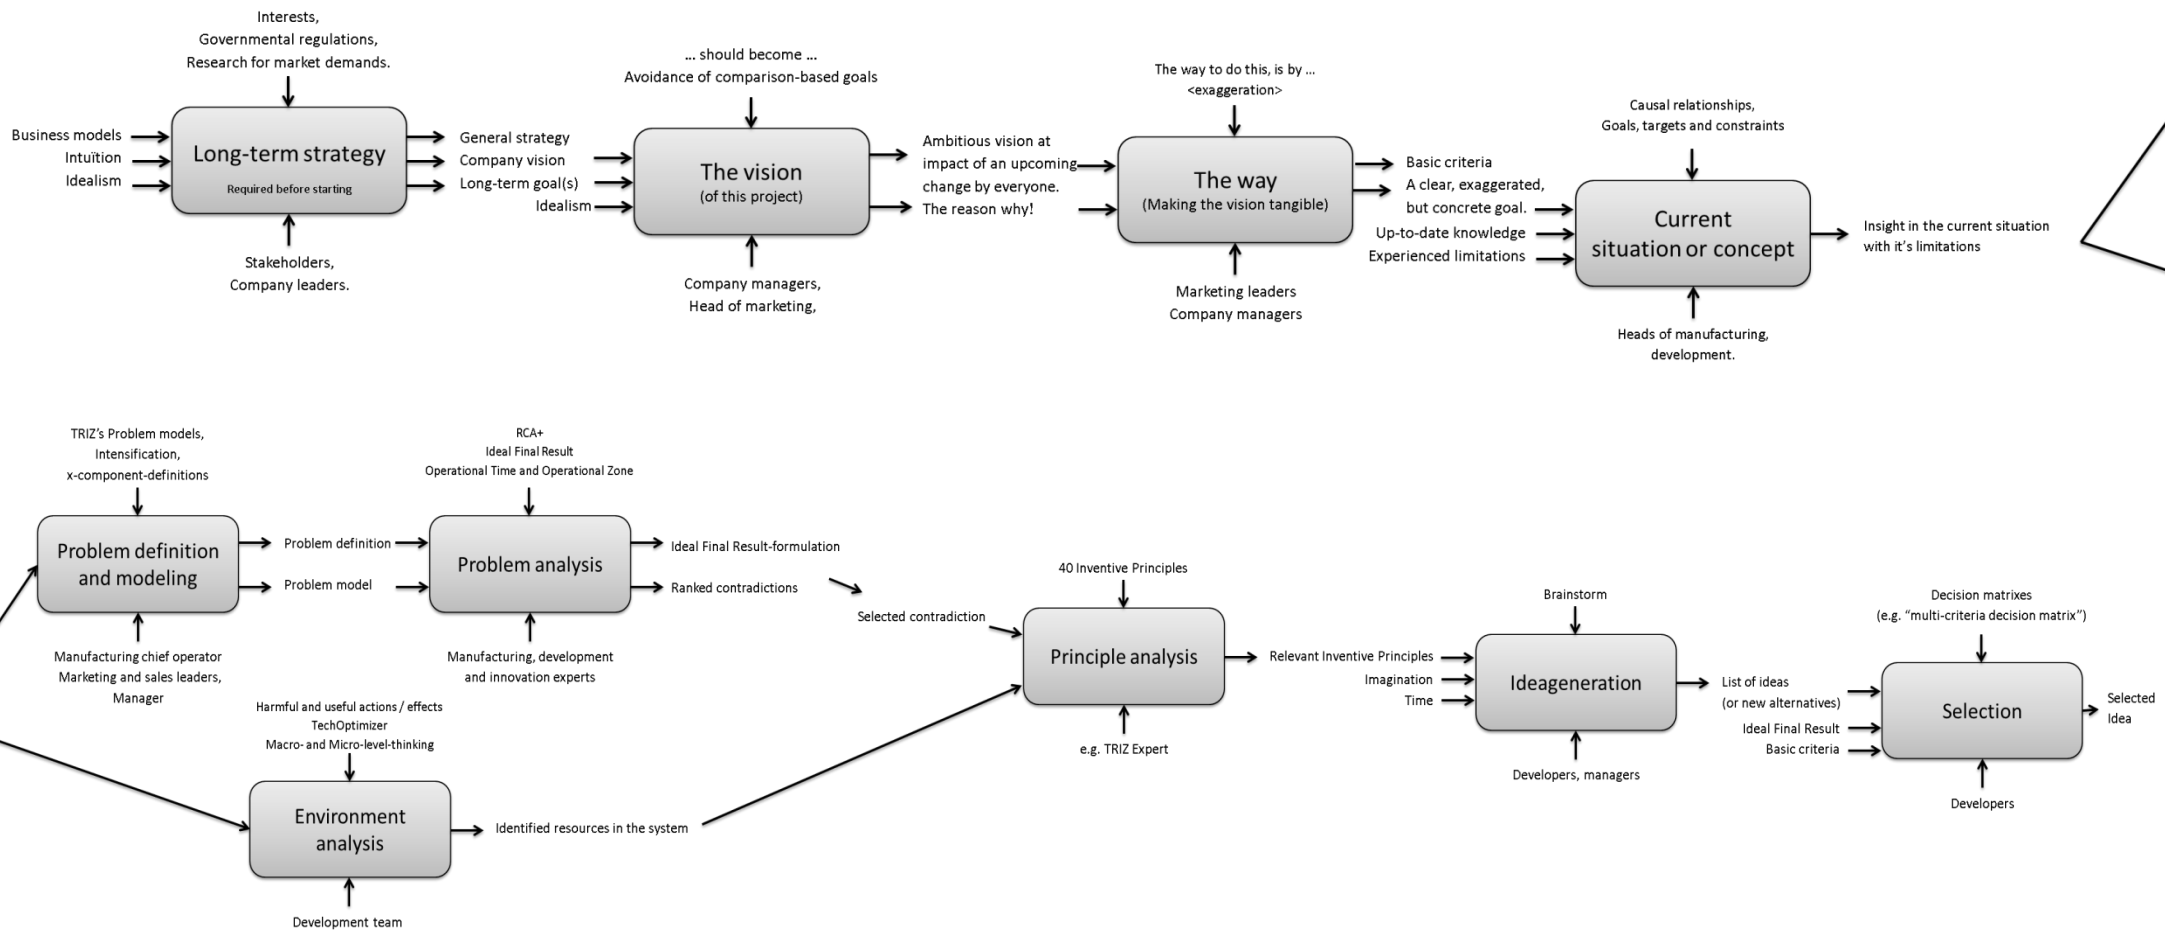 Interests,
Governmental regulations,
Research for market demands.
Business models
Intuïtion
Idealism
Long-term strategy
Required before starting
Stakeholders,
Company leaders.
General strategy
Company vision
Long-term goal(s)
Idealism
... should become ...
Avoidance of comparison-based goals
The vision
(of this project)
Company managers,
Head of marketing,
Ambitious vision at
impact of an upcoming
change by everyone.
The reason why!
The way to do this, is by ...
<exaggeration>
The way
(Making the vision tangible)
Marketing leaders
Company managers
Basic criteria
A clear, exaggerated,
but concrete goal.
Up-to-date knowledge
Experienced limitations
Causal relationships,
Goals, targets and constraints
Current
situation or concept
Heads of manufacturing,
development.
Insight in the current situation
with it's limitations
TRIZ's Problem models,
Intensification,
x-component-definitions
Problem definition
and modeling
Manufacturing chief operator
Marketing and sales leaders,
Manager
Problem definition
Problem model
RCA+
Ideal Final Result
Operational Time and Operational Zone
Problem analysis
Manufacturing, development
and innovation experts
Ideal Final Result-formulation
Ranked contradictions
Selected contradiction
Harmful and useful actions / effects
TechOptimizer
Macro- and Micro-level-thinking
Environment
analysis
Development team
Identified resources in the system
40 Inventive Principles
Principle analysis
e.g. TRIZ Expert
Relevant Inventive Principles
Imagination
Time
Brainstorm
Ideageneration
Developers, managers
List of ideas
(or new alternatives)
Ideal Final Result
Basic criteria
Decision matrixes
(e.g. “multi-criteria decision matrix”)
Selection
Developers
Selected
Idea